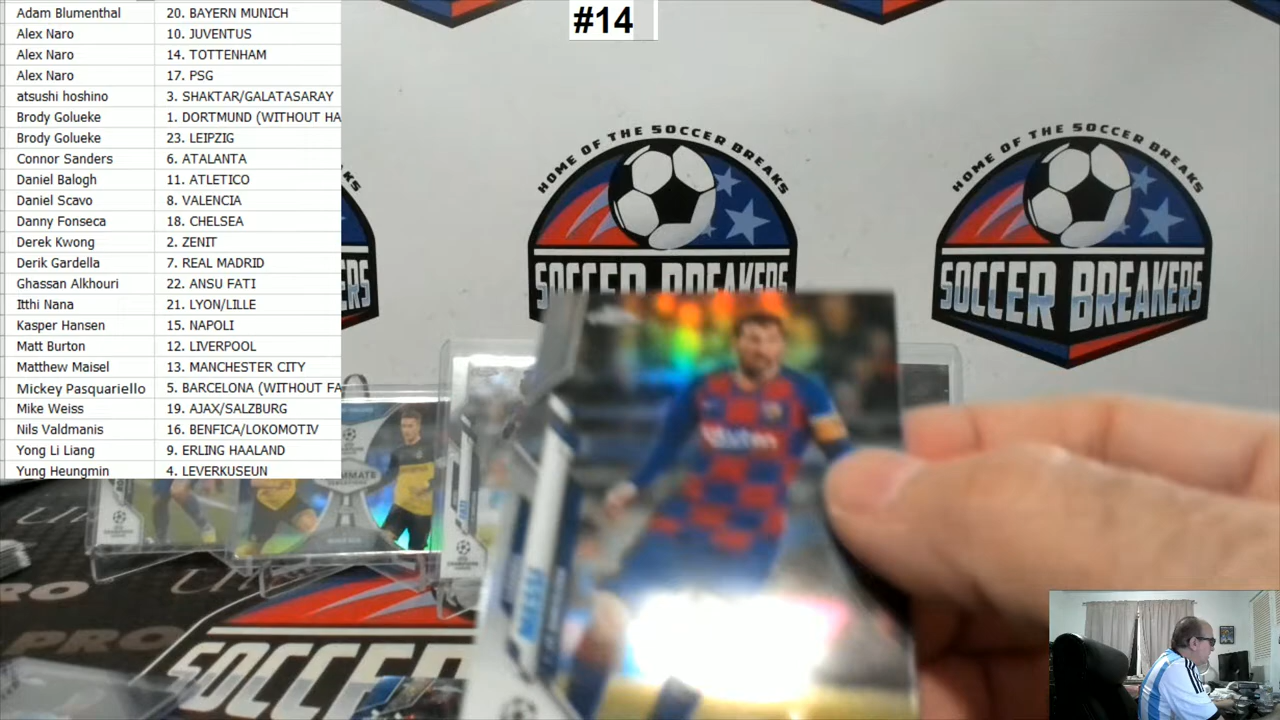 #14
Adam Blumenthal 20. BAYERN MUNICH
Alex Naro 10. JUVENTUS
Alex Naro 14. TOTTENHAM
Alex Naro 17. PSG
atsushi hoshino 3. SHAKTAR/GALATASARAY
Brody Golueke 1. DORTMUND (WITHOUT HA
Brody Golueke 23. LEIPZIG
Connor Sanders 6. ATALANTA
Daniel Balogh 11. ATLETICO
Daniel Scavo 8. VALENCIA
Danny Fonseca 18. CHELSEA
Derek Kwong 2. ZENIT
Derik Gardella 7. REAL MADRID
Ghassan Alkhouri 22. ANSU FATI
Itthi Nana 21. LYON/LILLE
Kasper Hansen 15. NAPOLI
Matt Burton 12. LIVERPOOL
Matthew Maisel 13. MANCHESTER CITY
Mickey Pasquariello 5. BARCELONA (WITHOUT FA
Mike Weiss 19. AJAX/SALZBURG
Nils Valdmanis 16. BENFICA/LOKOMOTIV
Yong Li Liang 9. ERLING HAALAND
Yung Heungmin 4. LEVERKUSEUN
HOME OF THE SOCCER BREAKS
SOCCER BREAKERS
HOME OF THE SOCCER BREAKS
SOCCER BREAKERS
KS
ERS
MESSI
FATI
PRO
SOCCER